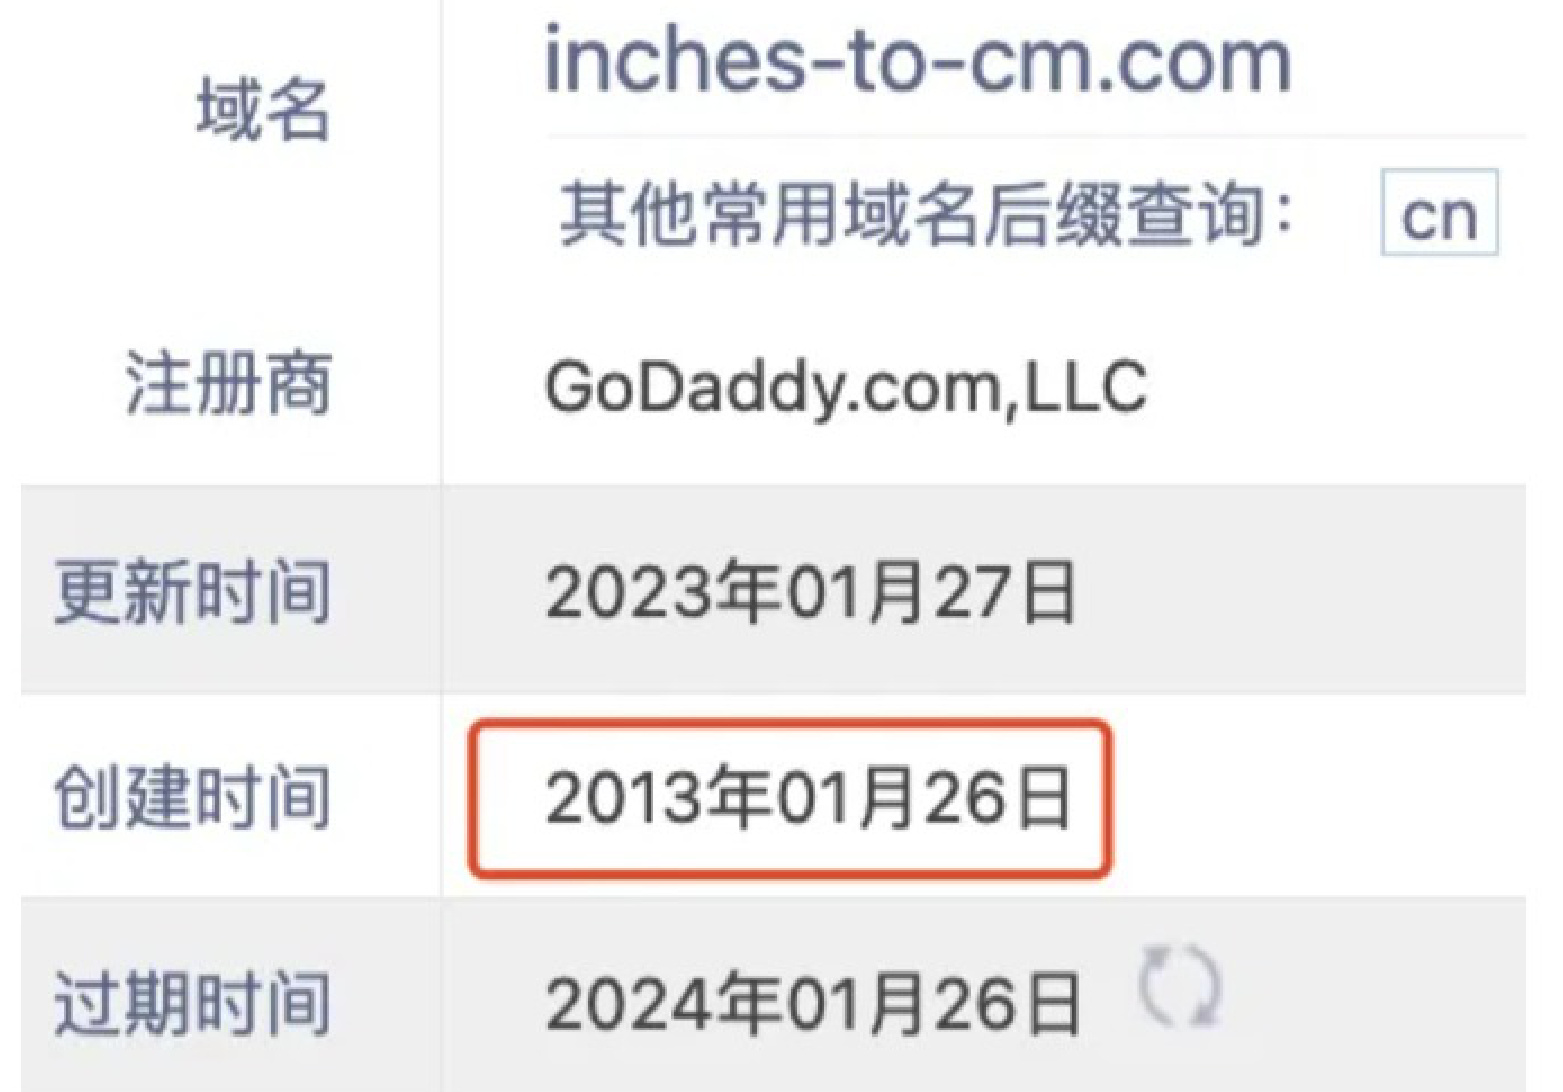 域名
inches-to-cm.com
其他常用域名后缀查询： cn
注册商
GoDaddy.com,LLC
更新时间
2023年01月27日
创建时间
2013年01月26日
过期时间
2024年01月26日